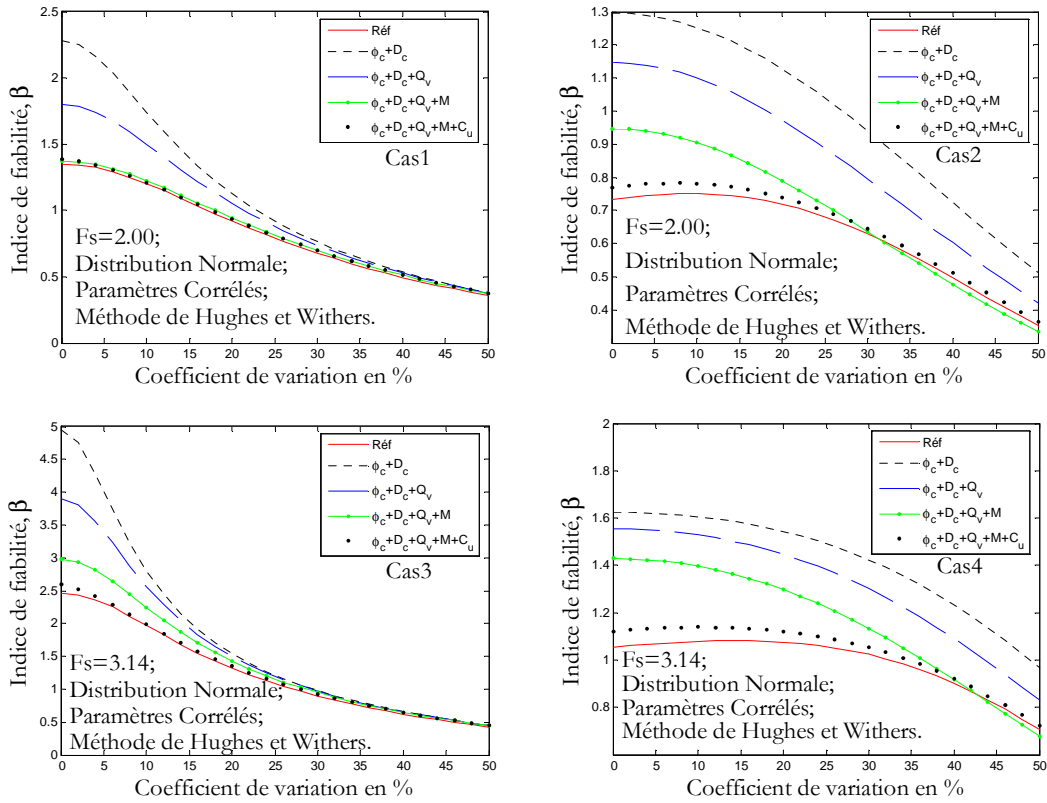 2.5
2
1.5
1
0.5
0
0 5 10 15 20 25 30 35 40 45 50
Indice de fiabilité, β
Coefficient de variation en %
Réf
ϕc+Dc
ϕc+Dc+Qv
ϕc+Dc+Qv+M
ϕc+Dc+Qv+M+Cu
Cas1
Fs=2.00;
Distribution Normale;
Paramètres Corrélés;
Méthode de Hughes et Withers.
1.3
1.2
1.1
1
0.9
0.8
0.7
0.6
0.5
0.4
0 5 10 15 20 25 30 35 40 45 50
Indice de fiabilité, β
Coefficient de variation en %
Réf
ϕc+Dc
ϕc+Dc+Qv
ϕc+Dc+Qv+M
ϕc+Dc+Qv+M+Cu
Cas2
Fs=2.00;
Distribution Normale;
Paramètres Corrélés;
Méthode de Hughes et Withers.
5
4.5
4
3.5
3
2.5
2
1.5
1
0.5
0
0 5 10 15 20 25 30 35 40 45 50
Indice de fiabilité, β
Coefficient de variation en %
Réf
ϕc+Dc
ϕc+Dc+Qv
ϕc+Dc+Qv+M
ϕc+Dc+Qv+M+Cu
Cas3
Fs=3.14;
Distribution Normale;
Paramètres Corrélés;
Méthode de Hughes et Withers.
2
1.8
1.6
1.4
1.2
1
0.8
0 5 10 15 20 25 30 35 40 45 50
Indice de fiabilité, β
Coefficient de variation en %
Réf
ϕc+Dc
ϕc+Dc+Qv
ϕc+Dc+Qv+M
ϕc+Dc+Qv+M+Cu
Cas4
Fs=3.14;
Distribution Normale;
Paramètres Corrélés;
Méthode de Hughes et Withers.